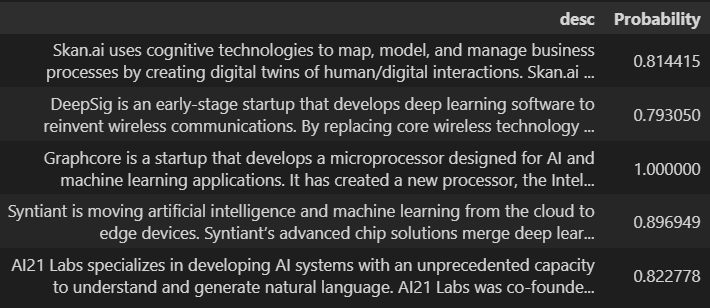 desc Probability
Skan.ai uses cognitive technologies to map, model, and manage business
processes by creating digital twins of human/digital interactions. Skan.ai ...
0.814415
DeepSig is an early-stage startup that develops deep learning software to
reinvent wireless communications. By replacing core wireless technology ...
0.793050
Graphcore is a startup that develops a microprocessor designed for AI and
machine learning applications. It has created a new processor, the Intel...
1.000000
Syntiant is moving artificial intelligence and machine learning from the cloud to
edge devices. Syntiant’s advanced chip solutions merge deep lear...
0.896949
AI21 Labs specializes in developing AI systems with an unprecedented capacity
to understand and generate natural language. AI21 Labs was co-founde...
0.822778